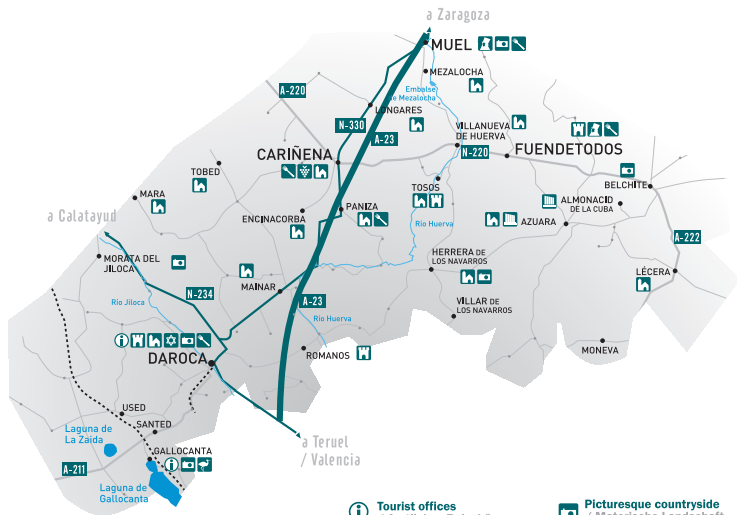 a Zaragoza
MUEL
MEZALOCHA
Embalse
de Mezalocha
A-220
LONGARES
N-330
A-23
VILLANUEVA
DE HUERVA
FUENDETODOS
CARIÑENA
N-220
TOBED
BELCHITE
MARA
TOSOS
ALMONACID
DE LA CUBA
PANIZA
ENCINACORBA
Río Huerva
AZUARA
a Calatayud
A-222
MORATA DEL
JILOCA
HERRERA DE
LOS NAVARROS
LÉCERA
MAINAR
N-234
Río Jiloca
A-23
VILLAR DE
LOS NAVARROS
Río Huerva
DAROCA
ROMANOS
MONEVA
USED
SANTED
Laguna de
La Zaida
a Teruel
/ Valencia
GALLOCANTA
A-211
Laguna de
Gallocanta
Tourist offices
Picturesque countryside